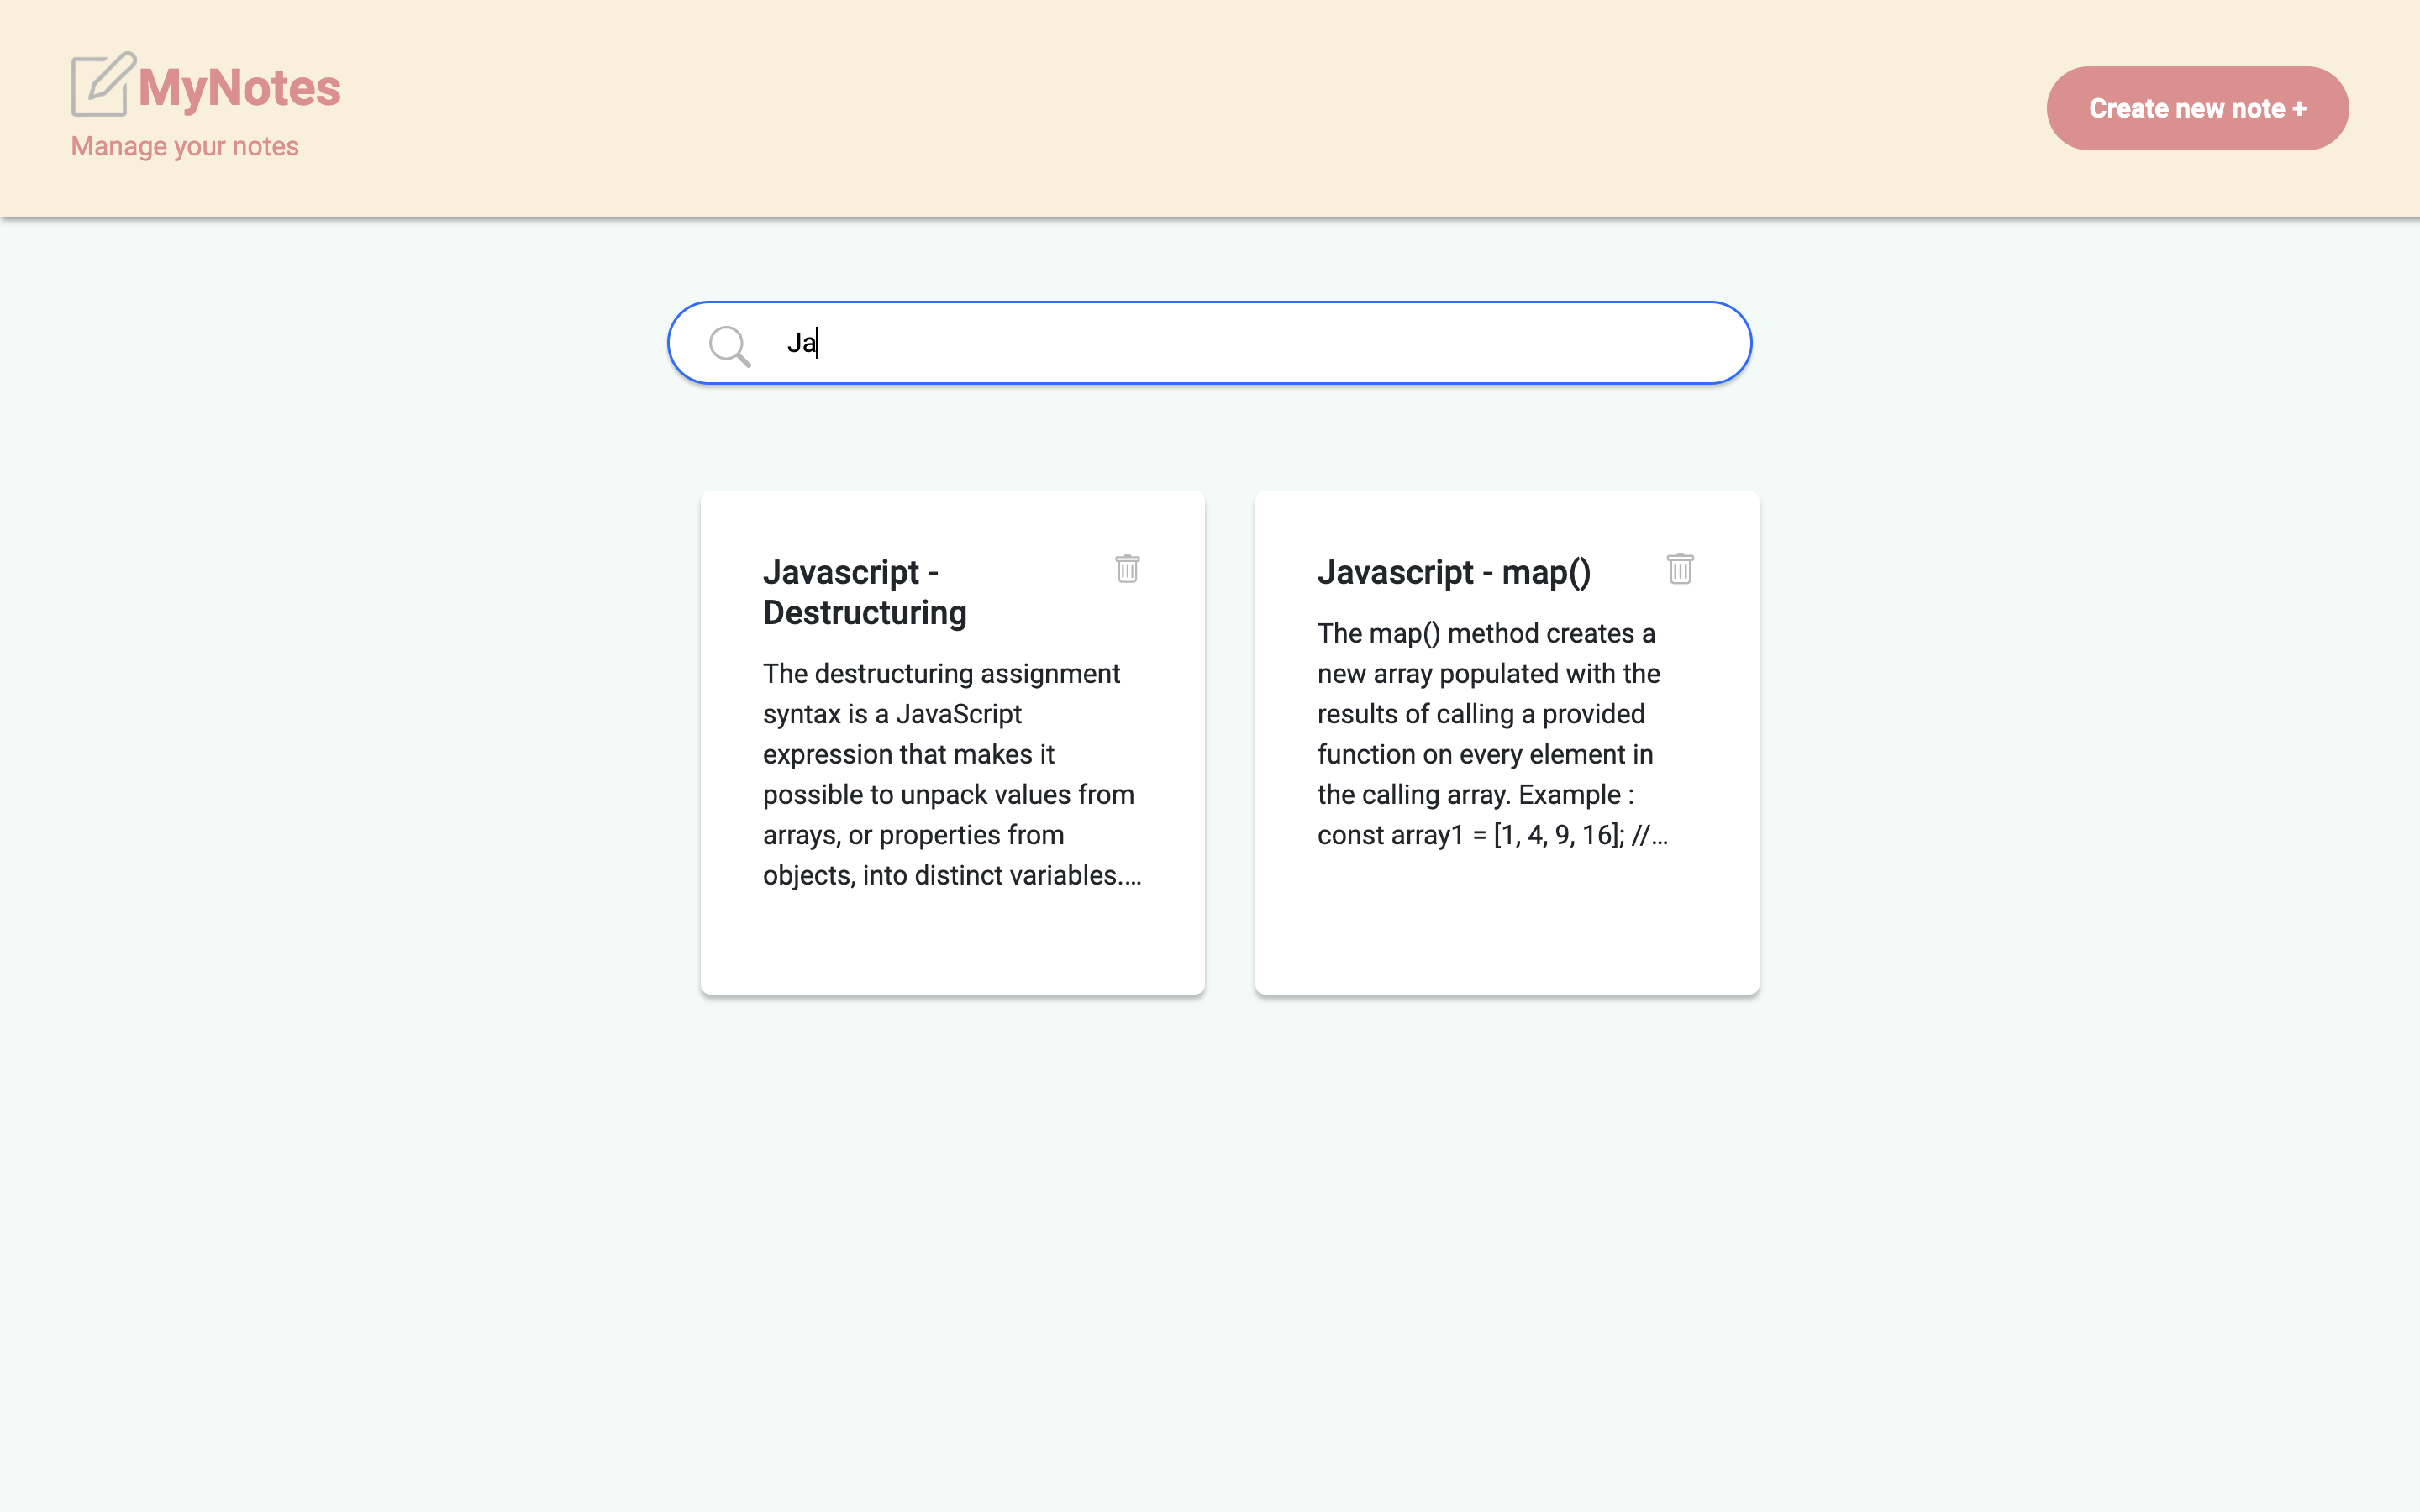 MyNotes
Manage your notes
Create new note +
Ja
Javascript -
Destructuring
The destructuring assignment
syntax is a JavaScript
expression that makes it
possible to unpack values from
arrays, or properties from
objects, into distinct variables.…
Javascript - map()
The map() method creates a
new array populated with the
results of calling a provided
function on every element in
the calling array. Example :
const array1 = [1, 4, 9, 16]; //…